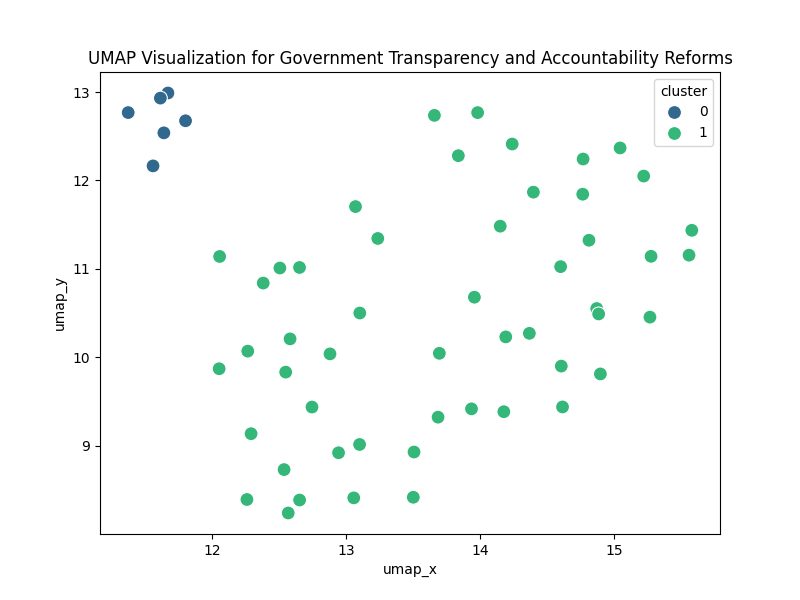 UMAP Visualization for Government Transparency and Accountability Reforms
cluster
0
1
13
12
11
10
9
umap_y
12 13 14 15
umap_x